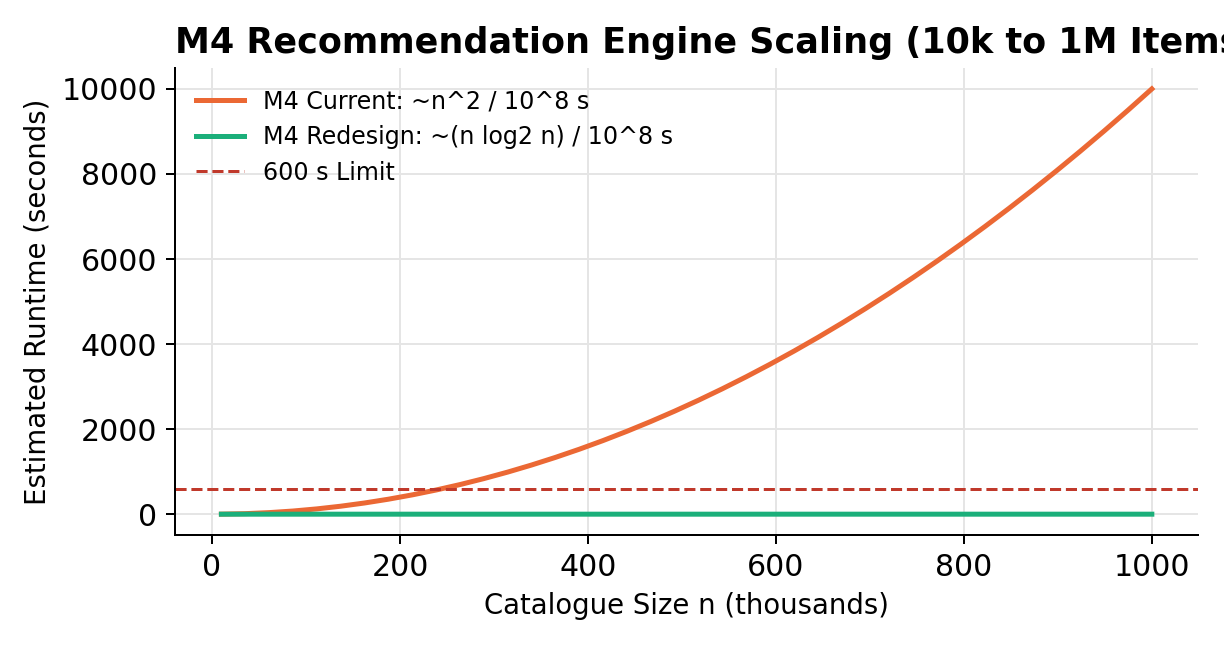 M4 Recommendation Engine Scaling (10k to 1M Items
M4 Current: ~n^2 / 10^8 s
M4 Redesign: ~(n log2 n) / 10^8 s
600 s Limit
Estimated Runtime (seconds)
10000
8000
6000
4000
2000
0
0 200 400 600 800 1000
Catalogue Size n (thousands)